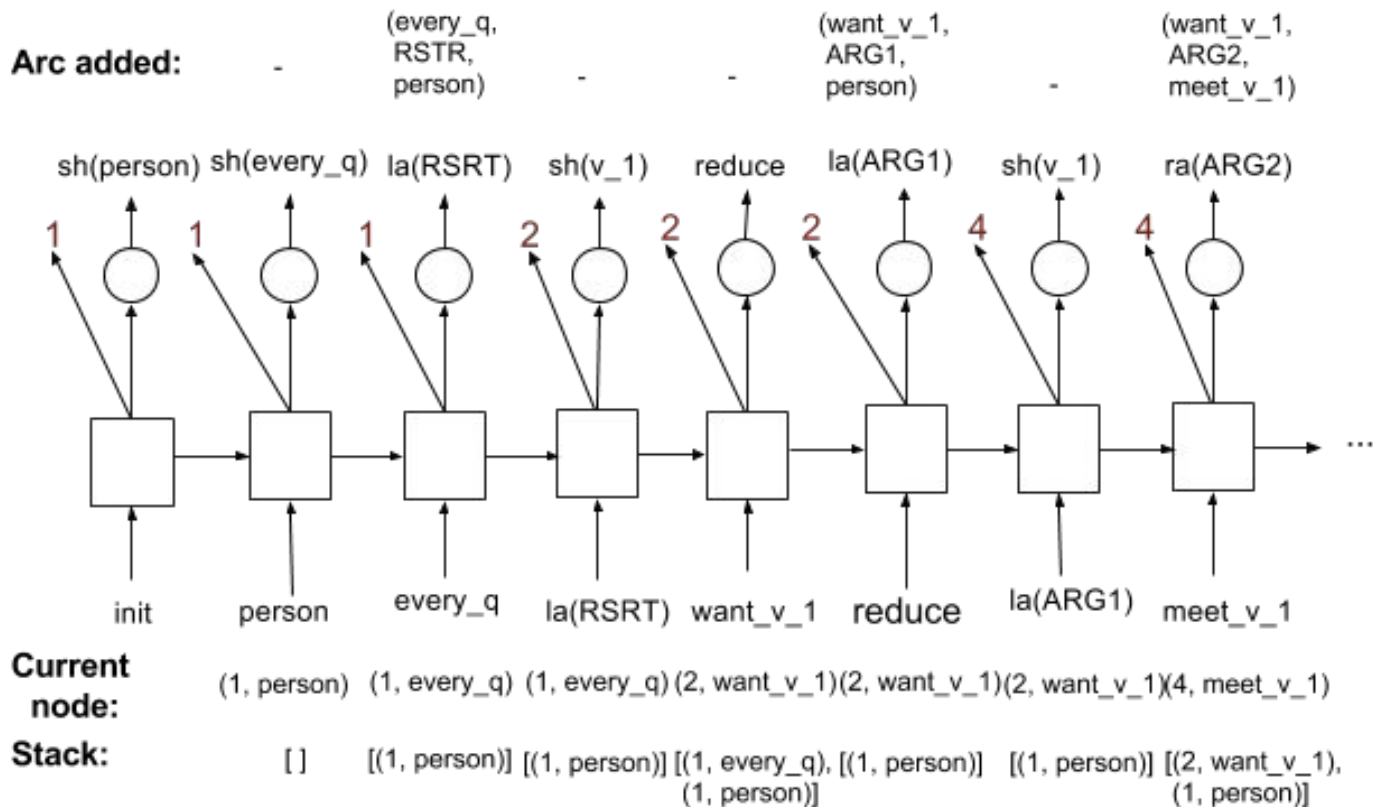 (every_q, (want_v_1, (want_v_1,
Arc added: - RSTR, - - ARG1, - ARG2,
person) person) meet_v_1)
sh(person) sh(every_q) la(RSRT) sh(v_1) reduce la(ARG1) sh(v_1) ra(ARG2)
1 1 1 2 2 2 4 4
...
init person every_q la(RSRT) want_v_1 reduce la(ARG1) meet_v_1
Current
node: (1, person) (1, every_q) (1, every_q) (2, want_v_1) (2, want_v_1) (2, want_v_1) (4, meet_v_1)
Stack: [ ] [(1, person)] [(1, person)] [(1, every_q), [(1, person)] [(1, person)] [(2, want_v_1),
(1, person)] (1, person)]